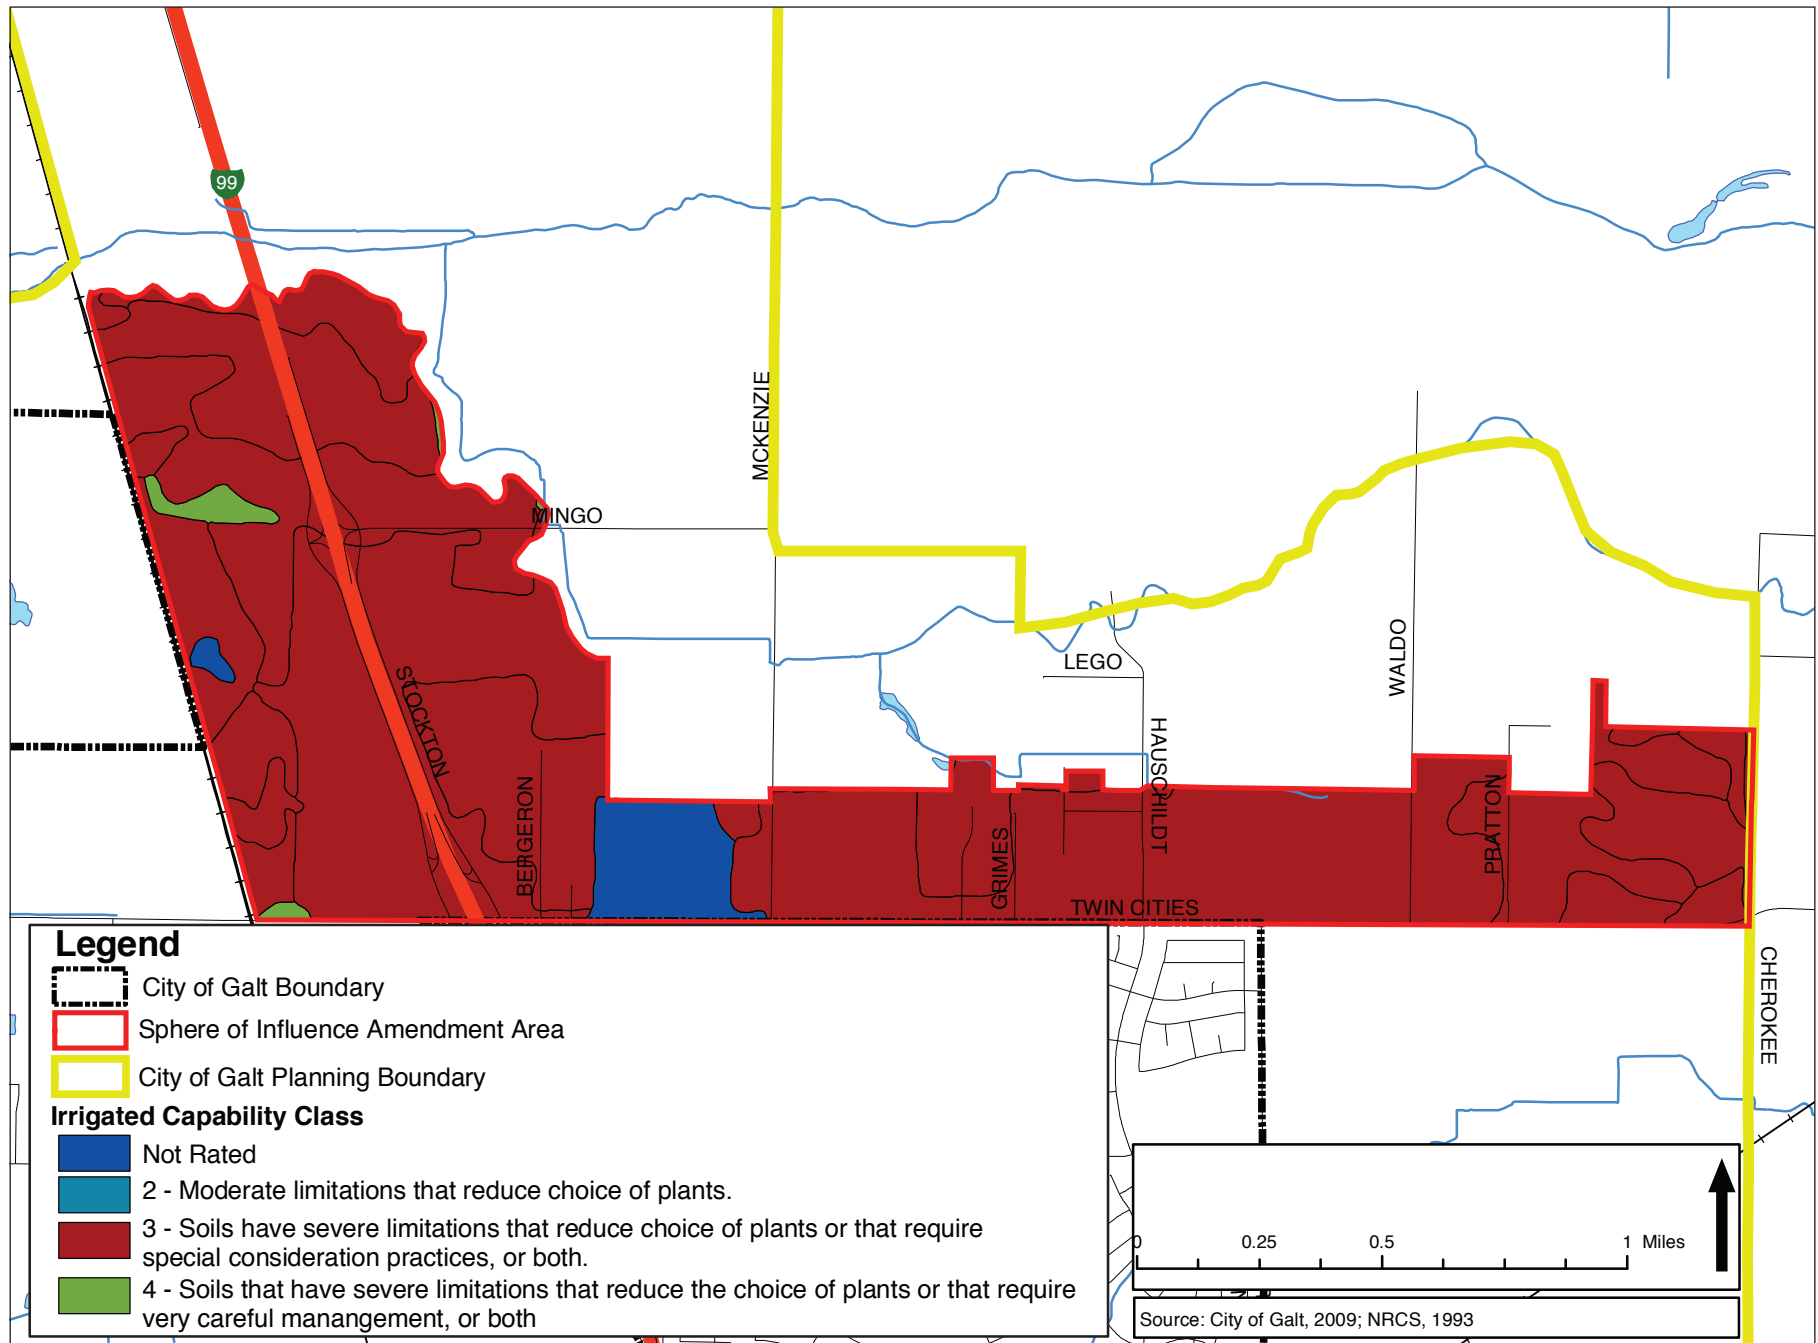 99
MCKENZIE
MINGO
WALDO
LEGO
STOCKTON
HAUSCHILDT
BERGERON
GRIMES
PRATTON
TWIN CITIES
CHEROKEE
Legend
City of Galt Boundary
Sphere of Influence Amendment Area
City of Galt Planning Boundary
Irrigated Capability Class
Not Rated
2 - Moderate limitations that reduce choice of plants.
3 - Soils have severe limitations that reduce choice of plants or that require
special consideration practices, or both.
4 - Soils that have severe limitations that reduce the choice of plants or that require
very careful manangement, or both
0 0.25 0.5 1 Miles
Source: City of Galt, 2009; NRCS, 1993